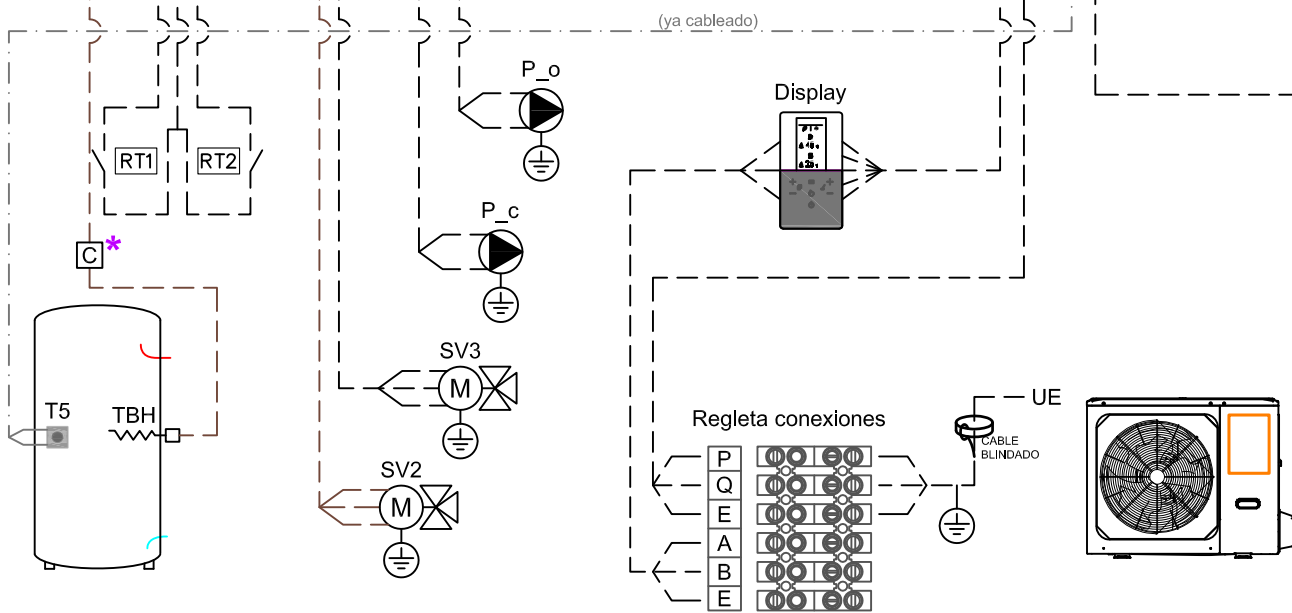 (ya cableado)
P_o
Display
RT1
RT2
P_c
C *
SV3
T5
TBH
UE
Regleta conexiones
CABLE
BLINDADO
M
P
Q
SV2
M
E
A
B
E